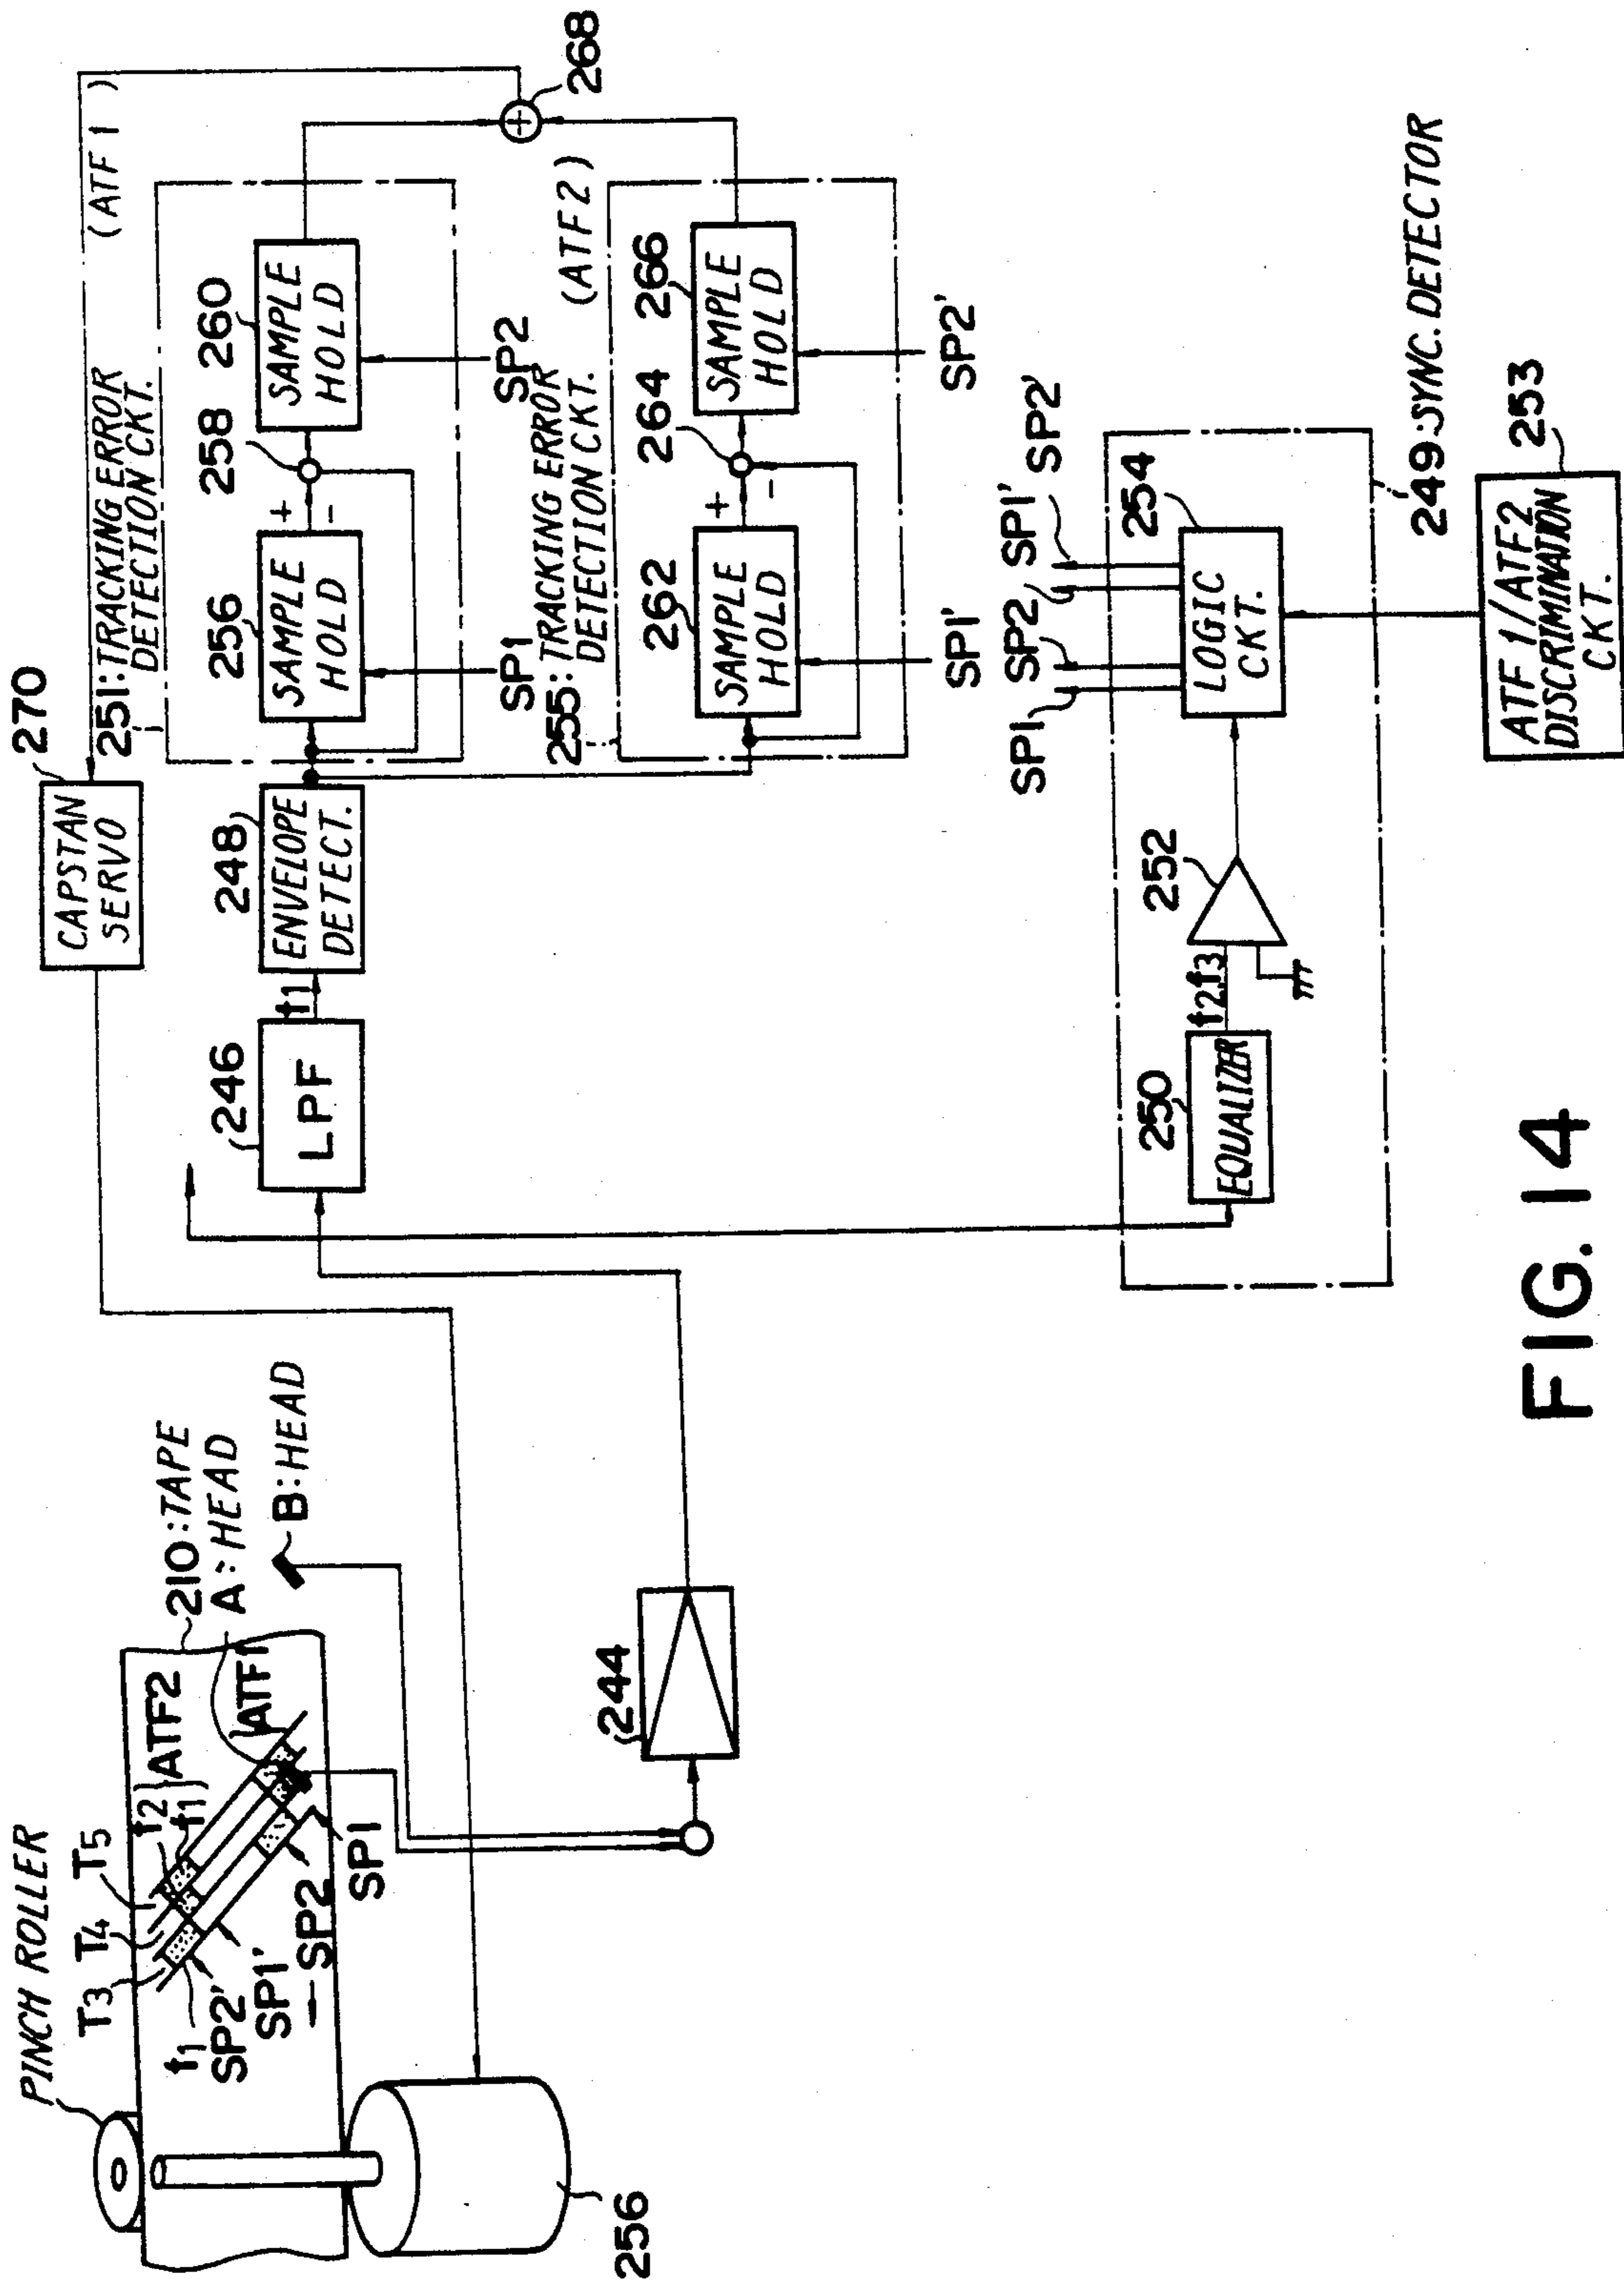 PINCH ROLLER
T3
T4
T5
f2
f1
ATF2
ATF1
210:TAPE
A:HEAD
B:HEAD
f1
SP2'
SP1'
SP2
SP1
256
244
270
CAPSTAN
SERVO
246
LPF
f1
248
ENVELOPE
DETECT.
251:TRACKING ERROR
DETECTION CKT.
(ATF1)
256
SAMPLE
HOLD
+
-
258
260
SAMPLE
HOLD
SP1
SP2
268
+
255:TRACKING ERROR
DETECTION CKT.
(ATF2)
262
SAMPLE
HOLD
+
-
264
266
SAMPLE
HOLD
SP1'
SP2'
SP1
SP2
SP1'
SP2'
250
EQUALIZER
f2,f3
252
254
LOGIC
CKT.
249:SYNC.DETECTOR
253
ATF 1/ATF2
DISCRIMINATION
CKT.
FIG. 14